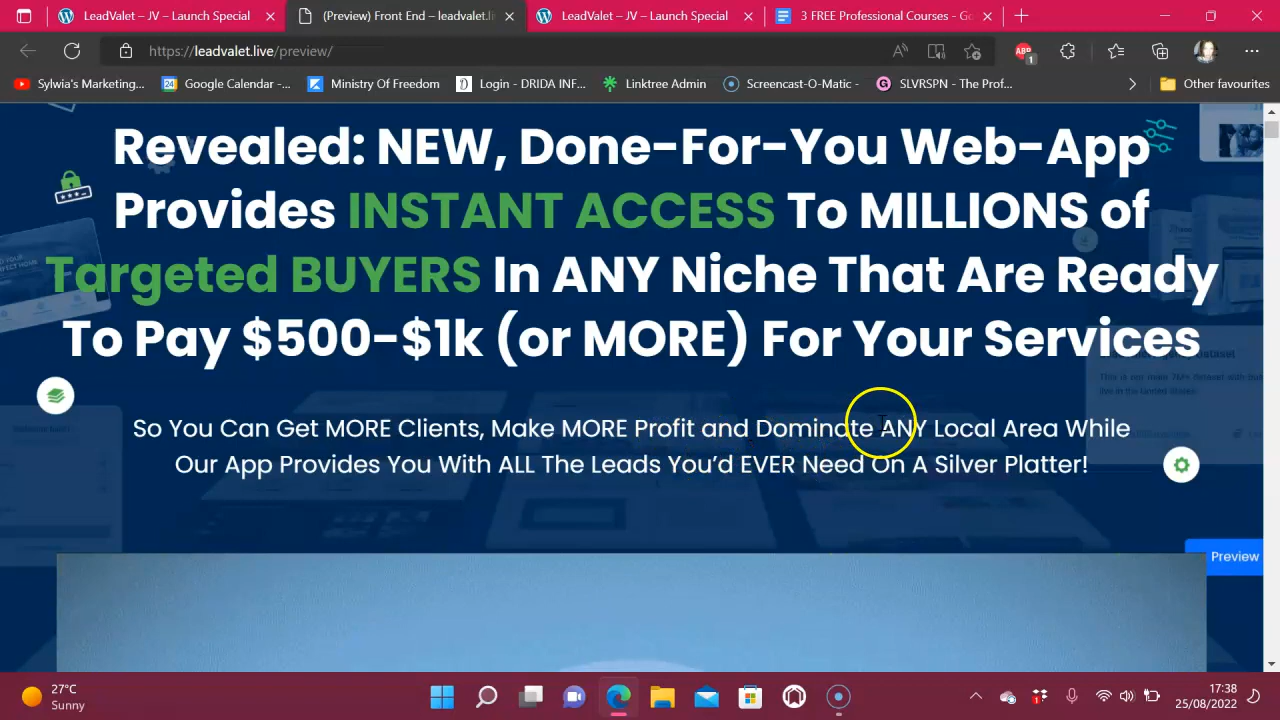 LeadValet – JV – Launch Special
(Preview) Front End – leadvalet.li
LeadValet – JV – Launch Special
3 FREE Professional Courses - Go
https://leadvalet.live/preview/
ABP
1
Sylwia's Marketing...
24
Google Calendar -...
Ministry Of Freedom
Login - DRIDA INF...
Linktree Admin
Screencast-O-Matic -
SLVRSPN - The Prof...
Other favourites
Revealed: NEW, Done-For-You Web-App
Provides INSTANT ACCESS To MILLIONS of
Targeted BUYERS In ANY Niche That Are Ready
To Pay $500-$1k (or MORE) For Your Services
So You Can Get MORE Clients, Make MORE Profit and Dominate ANY Local Area While
Our App Provides You With ALL The Leads You'd EVER Need On A Silver Platter!
Preview
27°C
Sunny
17:38
25/08/2022